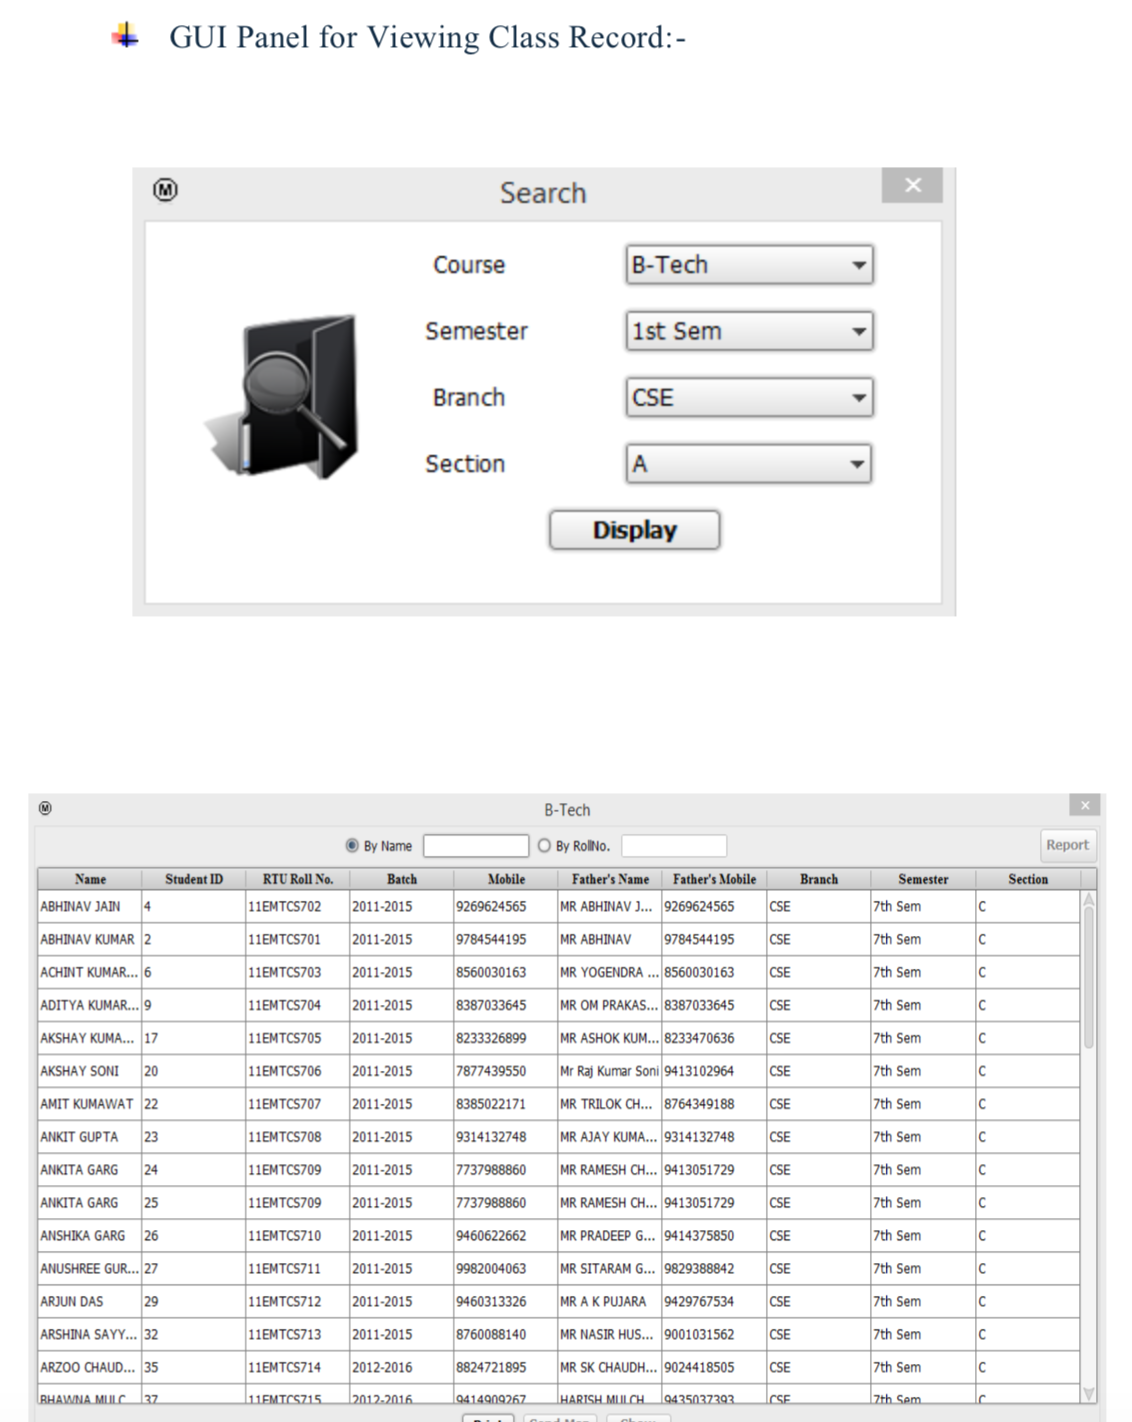 GUI Panel for Viewing Class Record:-
M
Search
Course B-Tech
Semester 1st Sem
Branch CSE
Section A
Display
M
B-Tech
By Name By RollNo. Report
Name Student ID RTU Roll No. Batch Mobile Father's Name Father's Mobile Branch Semester Section
ABHINAV JAIN 4 11EMTCS702 2011-2015 9269624565 MR ABHINAV J... 9269624565 CSE 7th Sem C
ABHINAV KUMAR 2 11EMTCS701 2011-2015 9784544195 MR ABHINAV 9784544195 CSE 7th Sem C
ACHINT KUMAR... 6 11EMTCS703 2011-2015 8560030163 MR YOGENDRA ... 8560030163 CSE 7th Sem C
ADITYA KUMAR... 9 11EMTCS704 2011-2015 8387033645 MR OM PRAKAS... 8387033645 CSE 7th Sem C
AKSHAY KUMA... 17 11EMTCS705 2011-2015 8233326899 MR ASHOK KUM... 8233470636 CSE 7th Sem C
AKSHAY SONI 20 11EMTCS706 2011-2015 7877439550 Mr Raj Kumar Soni 9413102964 CSE 7th Sem C
AMIT KUMAWAT 22 11EMTCS707 2011-2015 8385022171 MR TRILOK CH... 8764349188 CSE 7th Sem C
ANKIT GUPTA 23 11EMTCS708 2011-2015 9314132748 MR AJAY KUMA... 9314132748 CSE 7th Sem C
ANKITA GARG 24 11EMTCS709 2011-2015 7737988860 MR RAMESH CH... 9413051729 CSE 7th Sem C
ANKITA GARG 25 11EMTCS709 2011-2015 7737988860 MR RAMESH CH... 9413051729 CSE 7th Sem C
ANSHIKA GARG 26 11EMTCS710 2011-2015 9460622662 MR PRADEEP G... 9414375850 CSE 7th Sem C
ANUSHREE GUR... 27 11EMTCS711 2011-2015 9982004063 MR SITARAM G... 9829388842 CSE 7th Sem C
ARJUN DAS 29 11EMTCS712 2011-2015 9460313326 MR A K PUJARA 9429767534 CSE 7th Sem C
ARSHINA SAYY... 32 11EMTCS713 2011-2015 8760088140 MR NASIR HUS... 9001031562 CSE 7th Sem C
ARZOO CHAUD... 35 11EMTCS714 2012-2016 8824721895 MR SK CHAUDH... 9024418505 CSE 7th Sem C
BHAWNA MULC 37 11EMTCS715 2012-2016 9414909267 HARISH MULCH 9435037393 CSE 7th Sem C